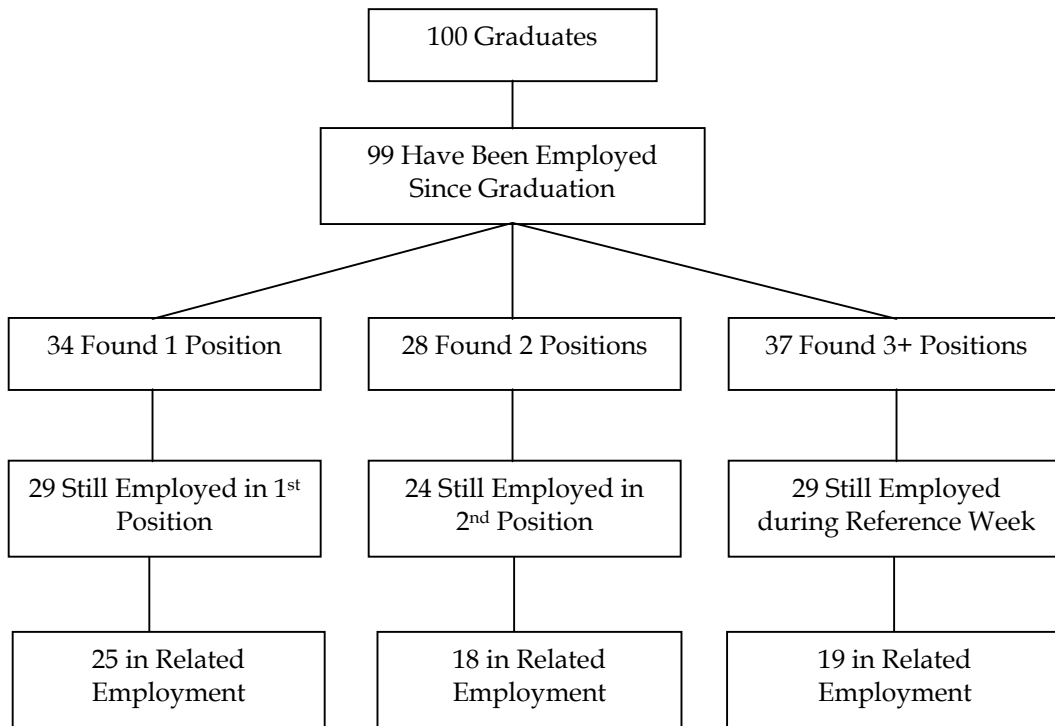 100 Graduates
99 Have Been Employed
Since Graduation
34 Found 1 Position
28 Found 2 Positions
37 Found 3+ Positions
29 Still Employed in 1st
Position
24 Still Employed in
2nd Position
29 Still Employed
during Reference Week
25 in Related
Employment
18 in Related
Employment
19 in Related
Employment